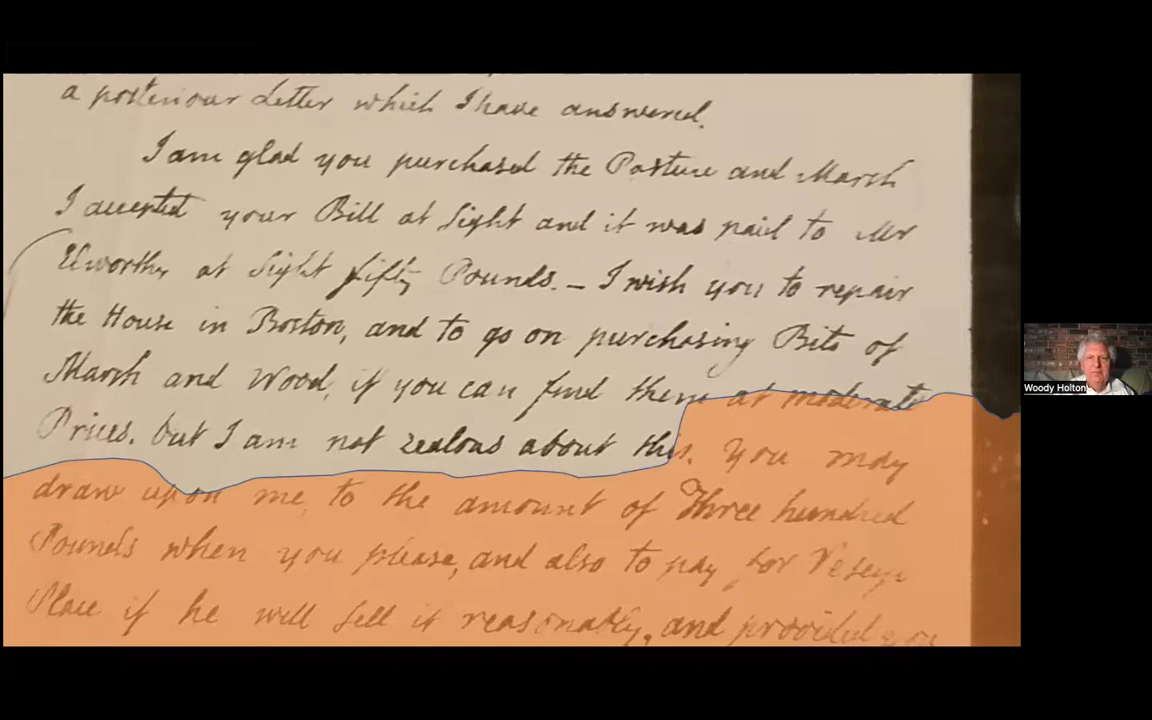 a posteriour Letter which I have answered.
I am glad you purchased the Pasture and Marsh
I accepted your Bill at Sight and it was paid to Mr
Elworthy at Sight fifty Pounds. – I wish you to repair
the House in Boston, and to go on purchasing Bits of
Marsh and Wood, if you can find them at moderate
Prices. but I am not zealous about this. You may
draw upon me, to the amount of Three hundred
Pounds when you please, and also to pay for Veseys
Place if he will sell it reasonably, and provided you
Woody Holton